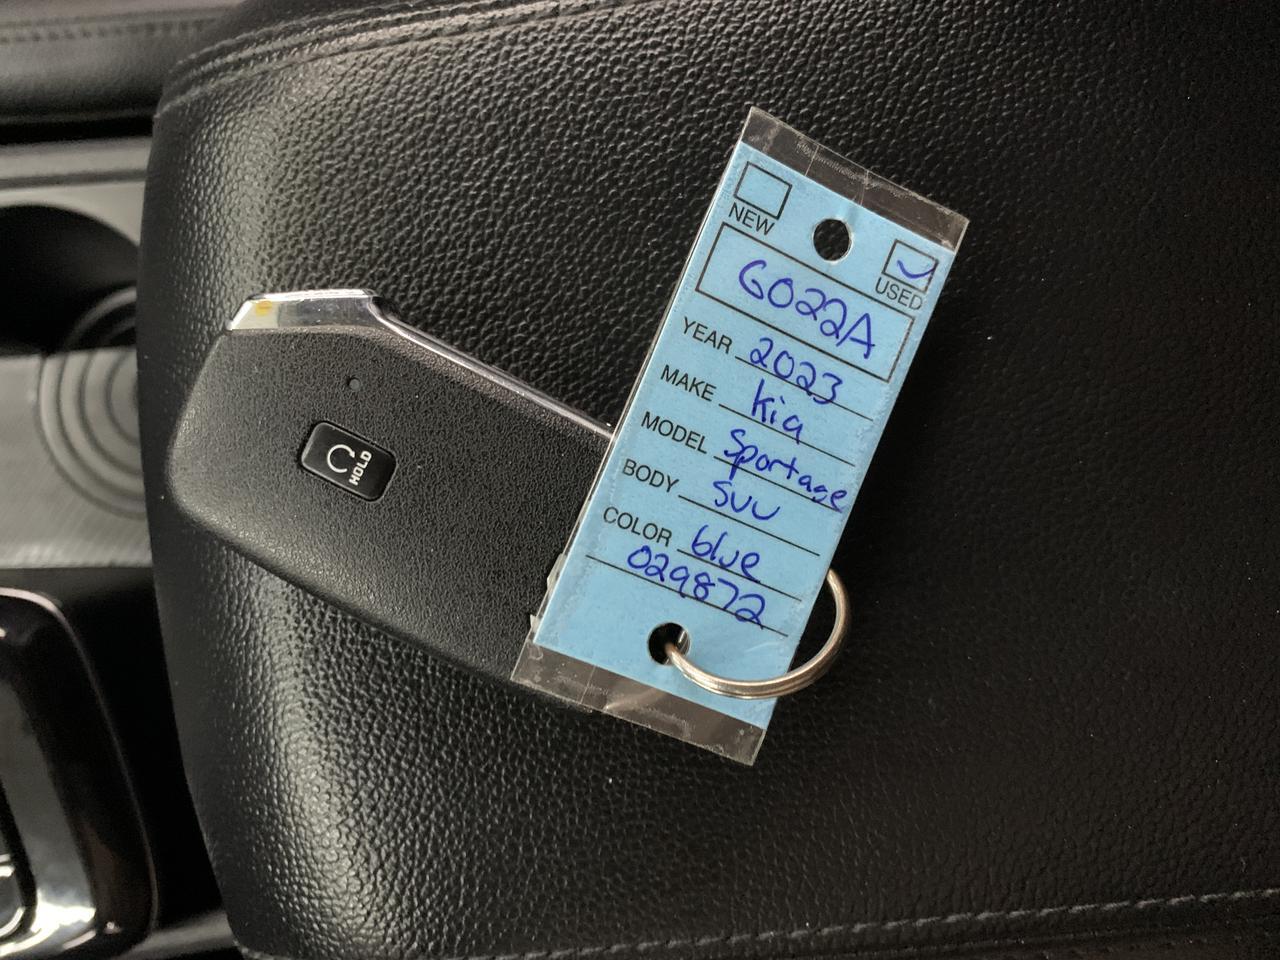 NEW
USED
G022A
YEAR 2023
MAKE Kia
MODEL Sportage
BODY SUV
COLOR blue
029872
HOLD